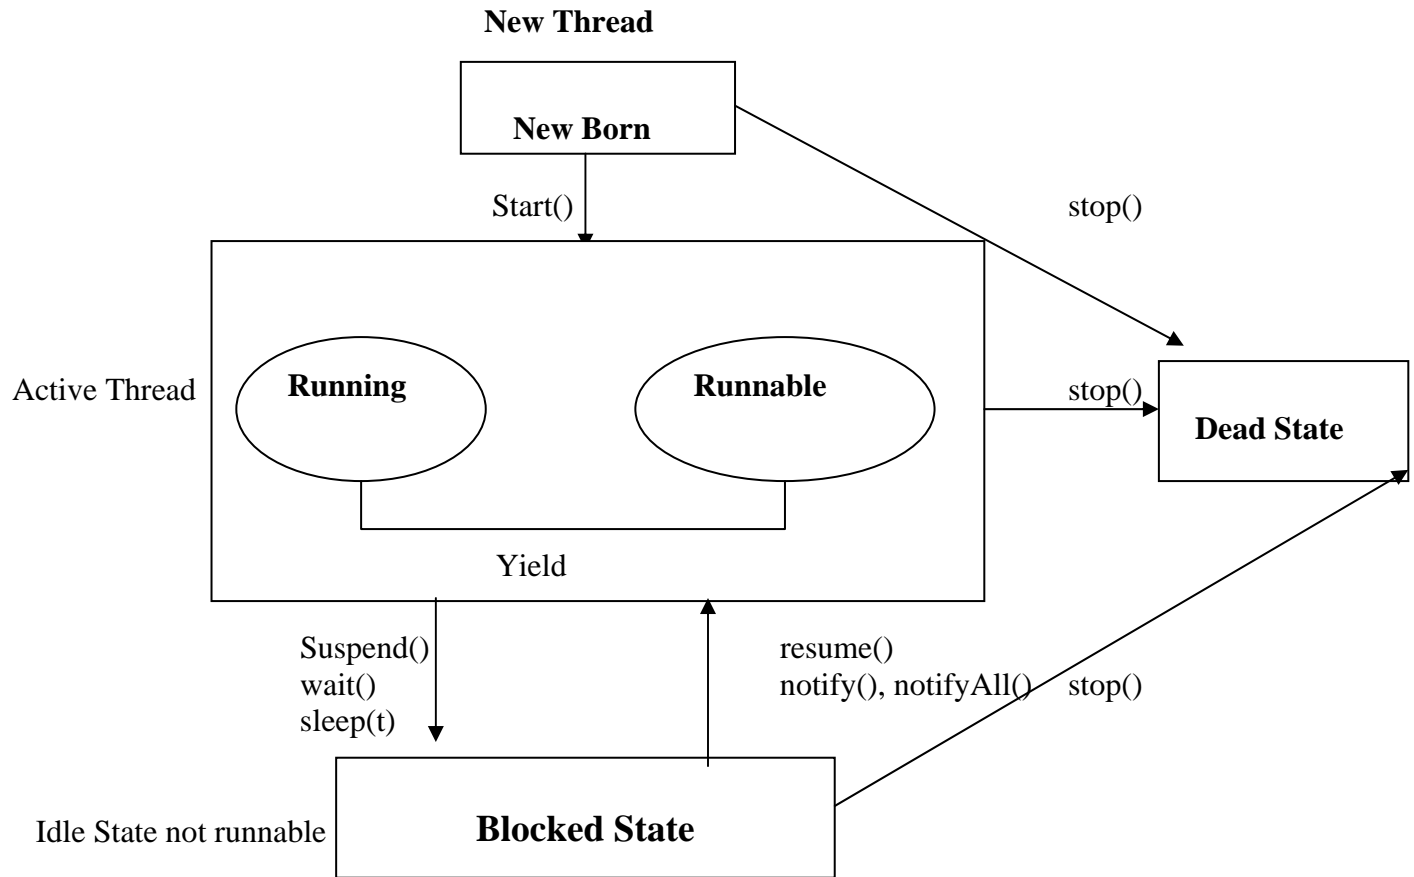 New Thread
New Born
Start()
stop()
Active Thread
Running
Runnable
stop()
Dead State
Yield
Suspend()
wait()
sleep(t)
resume()
notify(), notifyAll()
stop()
Idle State not runnable
Blocked State